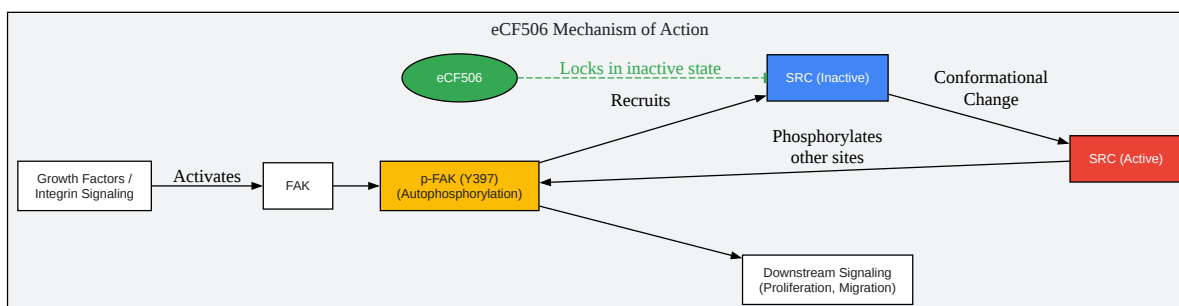 eCF506 Mechanism of Action
eCF506
Locks in inactive state
SRC (Inactive)
Conformational
Change
Recruits
Phosphorylates
other sites
SRC (Active)
Growth Factors /
Integrin Signaling
Activates
FAK
p-FAK (Y397)
(Autophosphorylation)
Downstream Signaling
(Proliferation, Migration)